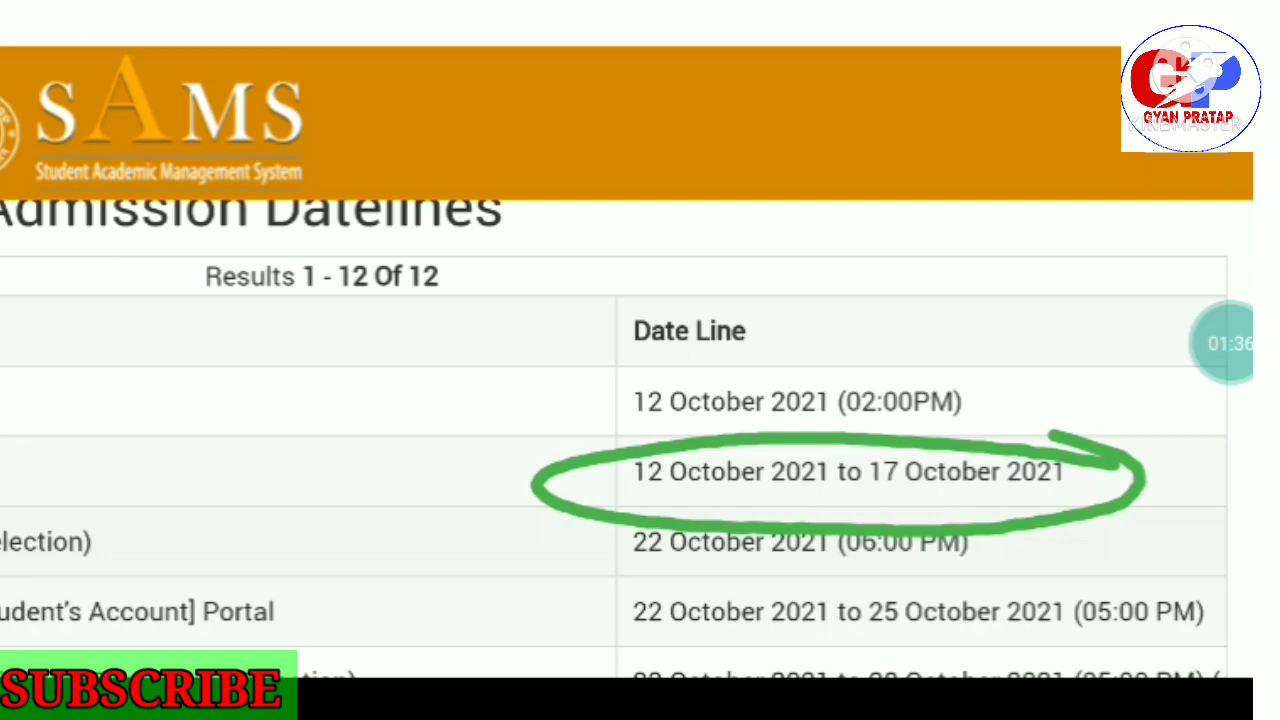 SAMS
Student Academic Management System
GP
GYAN PRATAP
KINEMASTER
Admission Datelines
Results 1 - 12 Of 12
Date Line
01:36
12 October 2021 (02:00PM)
12 October 2021 to 17 October 2021
election) 22 October 2021 (06:00 PM)
udent's Account] Portal 22 October 2021 to 25 October 2021 (05:00 PM)
SUBSCRIBE